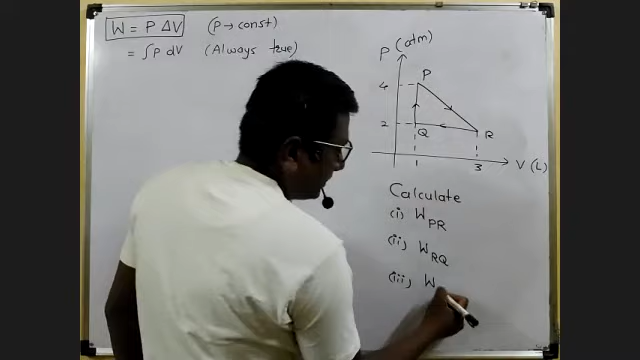 W = P ΔV (P → const)
= ∫P dV (Always true)
P (atm)
P
4
2
Q
R
1
3
V (L)
Calculate
(i) W_PR
(ii) W_RQ
(iii) W